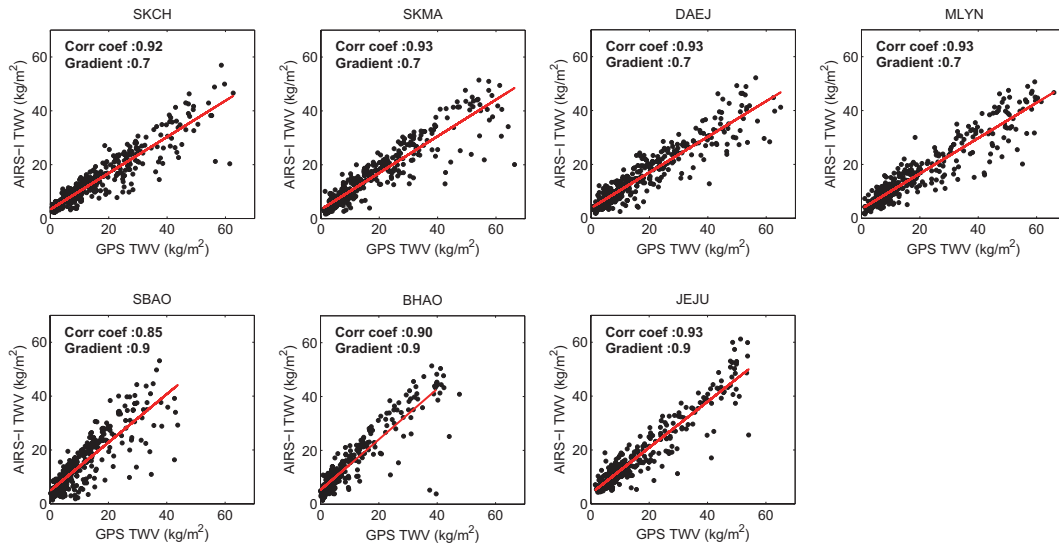 SKCH
SKMA
DAEJ
MLYN
Corr coef :0.92
Gradient :0.7
Corr coef :0.93
Gradient :0.7
Corr coef :0.93
Gradient :0.7
Corr coef :0.93
Gradient :0.7
AIRS−I TWV (kg/m²)
60
40
20
0
AIRS−I TWV (kg/m²)
60
40
20
0
AIRS−I TWV (kg/m²)
60
40
20
0
AIRS−I TWV (kg/m²)
60
40
20
0
0 20 40 60
0 20 40 60
0 20 40 60
0 20 40 60
GPS TWV (kg/m²)
GPS TWV (kg/m²)
GPS TWV (kg/m²)
GPS TWV (kg/m²)
SBAO
BHAO
JEJU
Corr coef :0.85
Gradient :0.9
Corr coef :0.90
Gradient :0.9
Corr coef :0.93
Gradient :0.9
AIRS−I TWV (kg/m²)
60
40
20
0
AIRS−I TWV (kg/m²)
60
40
20
0
AIRS−I TWV (kg/m²)
60
40
20
0
0 20 40 60
0 20 40 60
0 20 40 60
GPS TWV (kg/m²)
GPS TWV (kg/m²)
GPS TWV (kg/m²)